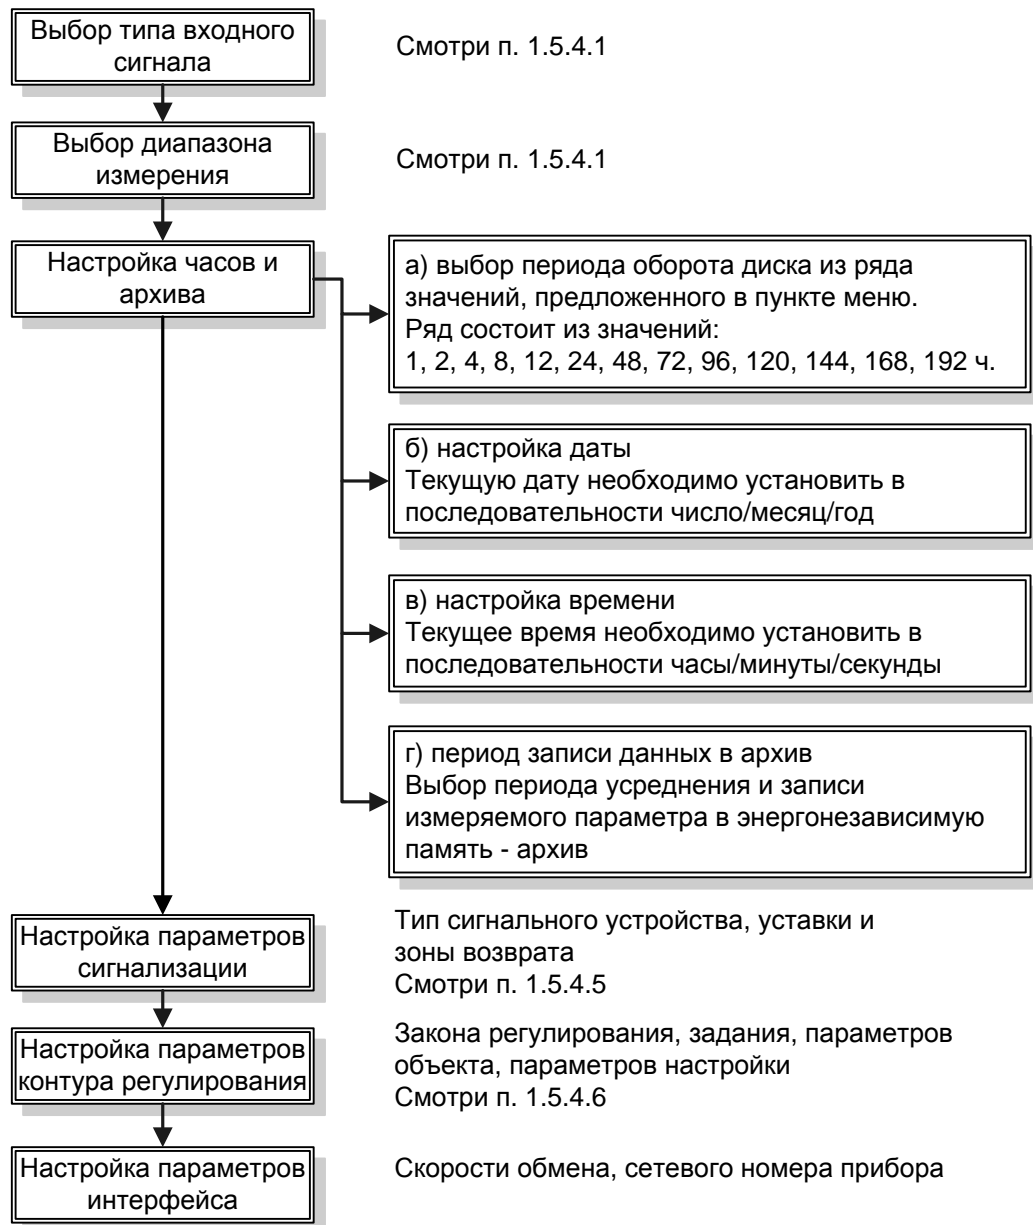 Выбор типа входного
сигнала
Смотри п. 1.5.4.1
Выбор диапазона
измерения
Смотри п. 1.5.4.1
Настройка часов и
архива
а) выбор периода оборота диска из ряда
значений, предложенного в пункте меню.
Ряд состоит из значений:
1, 2, 4, 8, 12, 24, 48, 72, 96, 120, 144, 168, 192 ч.
б) настройка даты
Текущую дату необходимо установить в
последовательности число/месяц/год
в) настройка времени
Текущее время необходимо установить в
последовательности часы/минуты/секунды
г) период записи данных в архив
Выбор периода усреднения и записи
измеряемого параметра в энергонезависимую
память - архив
Настройка параметров
сигнализации
Тип сигнального устройства, уставки и
зоны возврата
Смотри п. 1.5.4.5
Настройка параметров
контура регулирования
Закона регулирования, задания, параметров
объекта, параметров настройки
Смотри п. 1.5.4.6
Настройка параметров
интерфейса
Скорости обмена, сетевого номера прибора